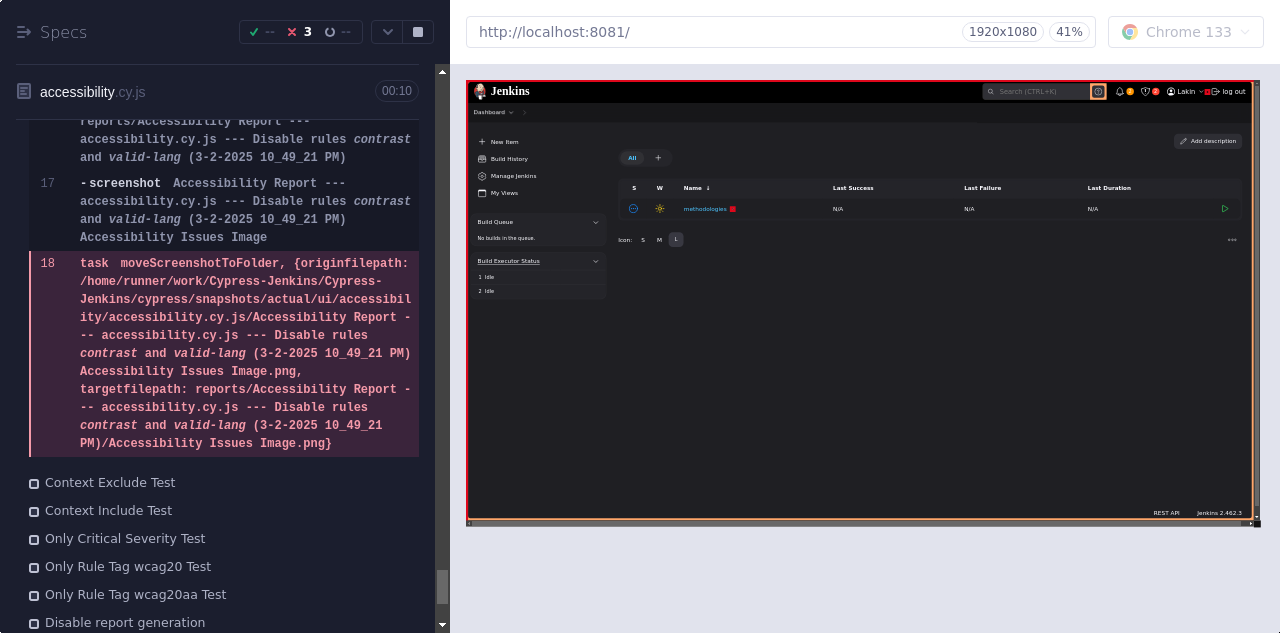 Specs
--
3
--
accessibility.cy.js
00:10
reports/Accessibility Report ---
accessibility.cy.js --- Disable rules
contrast and valid-lang (3-2-2025
10_49_21 PM)
17 -screenshot Accessibility Report ---
accessibility.cy.js --- Disable rules
contrast and valid-lang (3-2-2025
10_49_21 PM)
Accessibility Issues Image
18 task moveScreenshotToFolder, {originfilepath:
/home/runner/work/Cypress-Jenkins/Cypress-
Jenkins/cypress/snapshots/actual/ui/accessibil
ity/accessibility.cy.js/Accessibility Report -
-- accessibility.cy.js --- Disable rules
contrast and valid-lang (3-2-2025 10_49_21 PM)
Accessibility Issues Image.png,
targetfilepath: reports/Accessibility Report -
-- accessibility.cy.js --- Disable rules
contrast and valid-lang (3-2-2025 10_49_21
PM)/Accessibility Issues Image.png}
Context Exclude Test
Context Include Test
Only Critical Severity Test
Only Rule Tag wcag20 Test
Only Rule Tag wcag20aa Test
Disable report generation
http://localhost:8081/
1920x1080
41%
Chrome 133
Jenkins
Search (CTRL+K)
2
2
Lakin
log out
Dashboard
New Item
Build History
Manage Jenkins
My Views
Build Queue
No builds in the queue.
Build Executor Status
1 Idle
2 Idle
Add description
All +
S W Name ↓ Last Success Last Failure Last Duration
methodologies N/A N/A N/A
Icon: S M L
REST API Jenkins 2.462.3